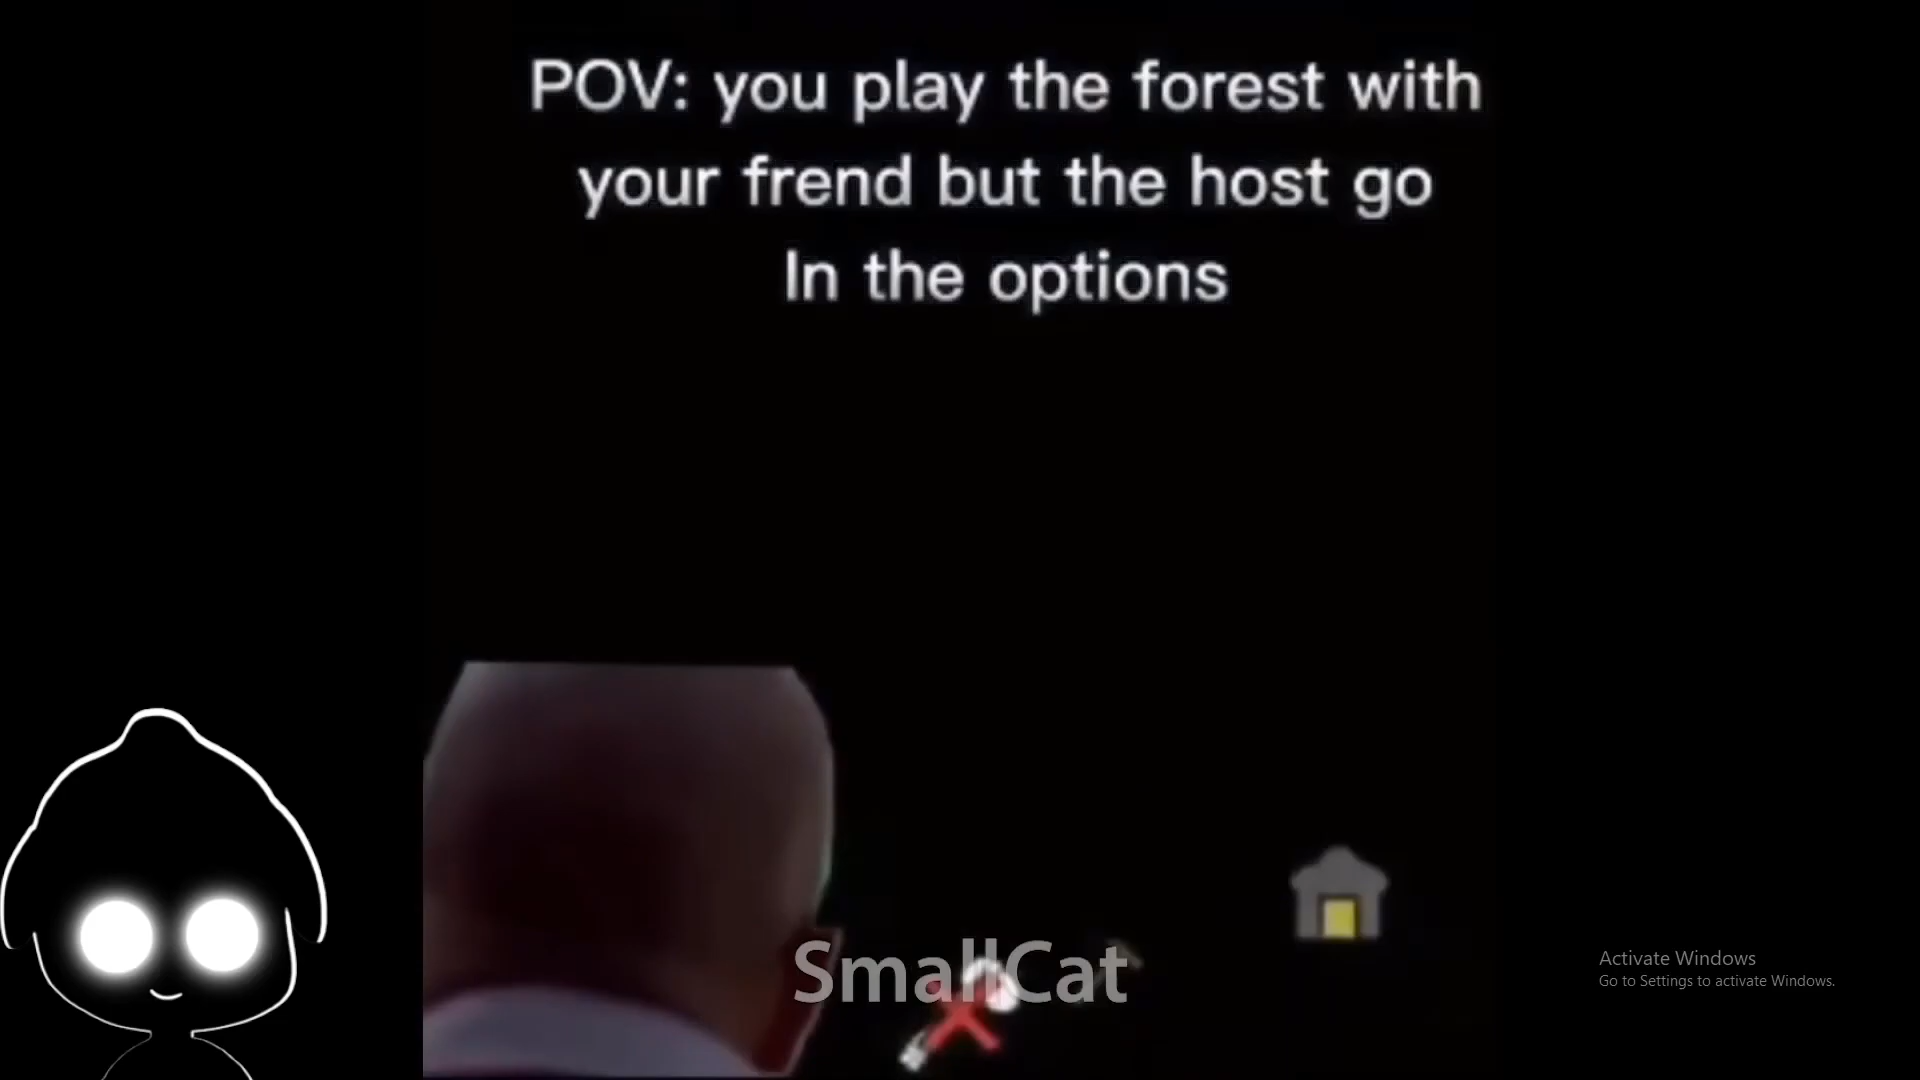 POV: you play the forest with
your frend but the host go
In the options
SmallCat
Activate Windows
Go to Settings to activate Windows.